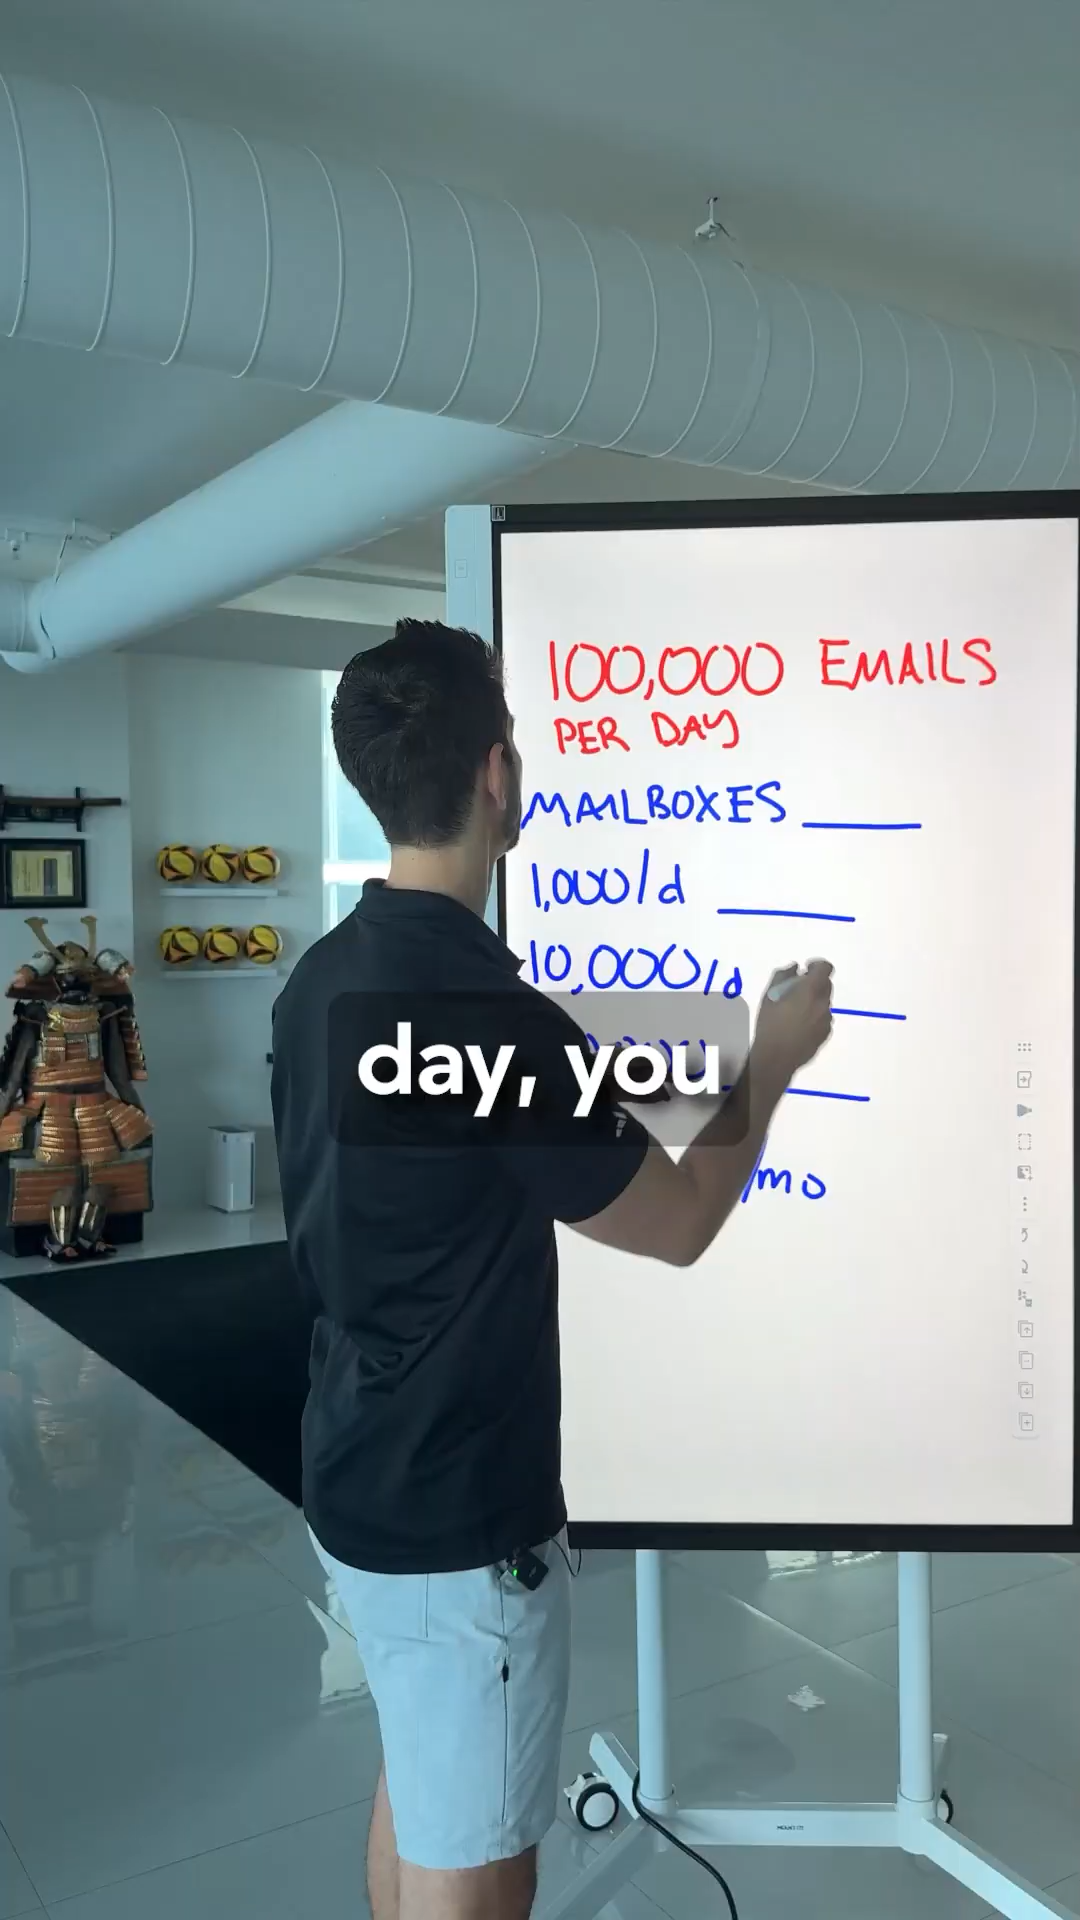 100,000 EMAILS
PER DAY
MAILBOXES
1,000/d
10,000/d
day, you
/mo